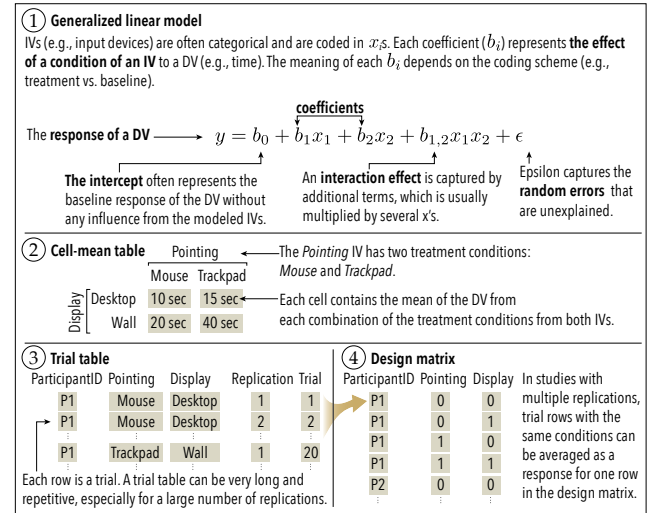 1 Generalized linear model
IVs (e.g., input devices) are often categorical and are coded in xᵢs. Each coefficient (bᵢ) represents the effect
of a condition of an IV to a DV (e.g., time). The meaning of each bᵢ depends on the coding scheme (e.g.,
treatment vs. baseline).
coefficients
The response of a DV y = b₀ + b₁x₁ + b₂x₂ + b₁,₂x₁x₂ + ϵ
The intercept often represents the
baseline response of the DV without
any influence from the modeled IVs.
An interaction effect is captured by
additional terms, which is usually
multiplied by several x's.
Epsilon captures the
random errors that
are unexplained.
2 Cell-mean table
Pointing
Mouse Trackpad
Display
Desktop 10 sec 15 sec
Wall 20 sec 40 sec
The Pointing IV has two treatment conditions:
Mouse and Trackpad.
Each cell contains the mean of the DV from
each combination of the treatment conditions from both IVs.
3 Trial table
ParticipantID Pointing Display Replication Trial
P1 Mouse Desktop 1 1
P1 Mouse Desktop 2 2
P1 Trackpad Wall 1 20
Each row is a trial. A trial table can be very long and
repetitive, especially for a large number of replications.
4 Design matrix
ParticipantID Pointing Display
P1 0 0
P1 0 1
P1 1 0
P1 1 1
P2 0 0
In studies with
multiple replications,
trial rows with the
same conditions can
be averaged as a
response for one row
in the design matrix.